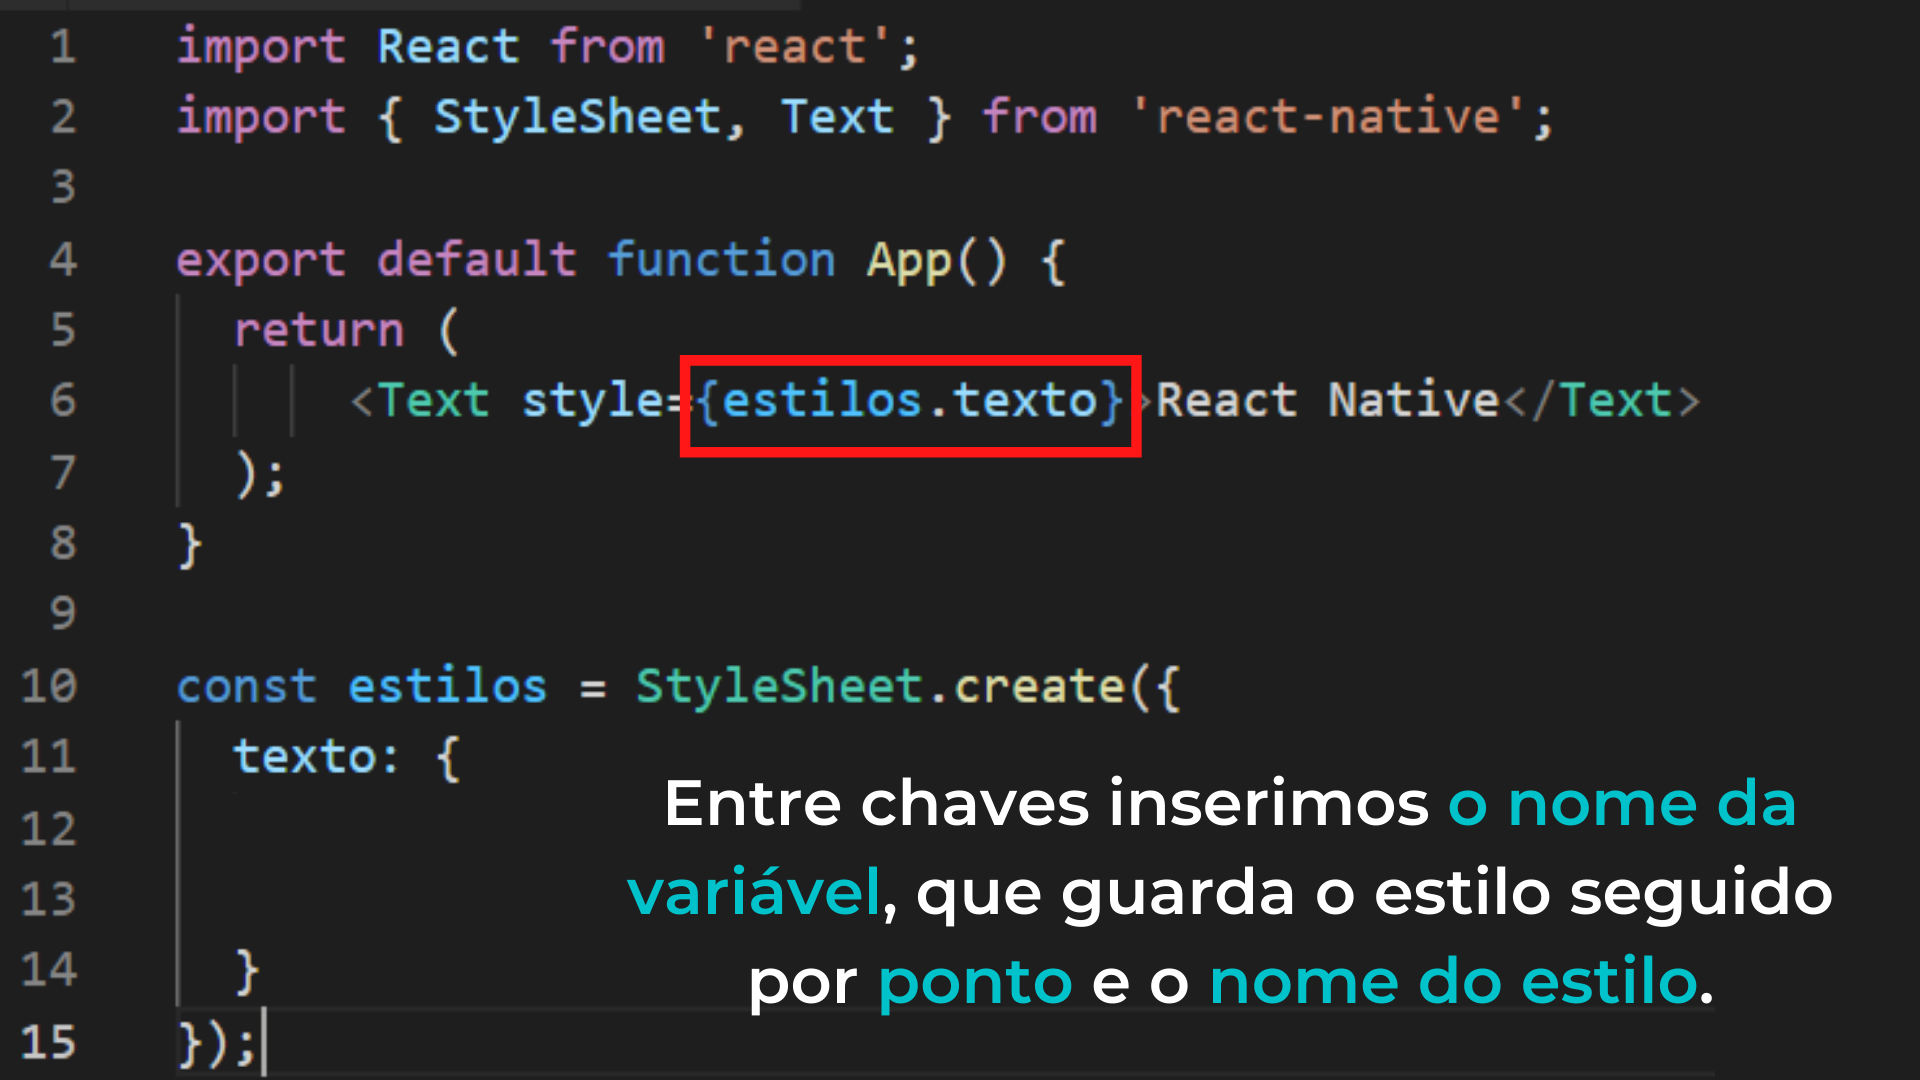 1 import React from 'react';
2 import { StyleSheet, Text } from 'react-native';
3
4 export default function App() {
5 return (
6 <Text style={estilos.texto}>React Native</Text>
7 );
8 }
9
10 const estilos = StyleSheet.create({
11 texto: {
12
13
14 }
15 });
Entre chaves inserimos o nome da
variável, que guarda o estilo seguido
por ponto e o nome do estilo.